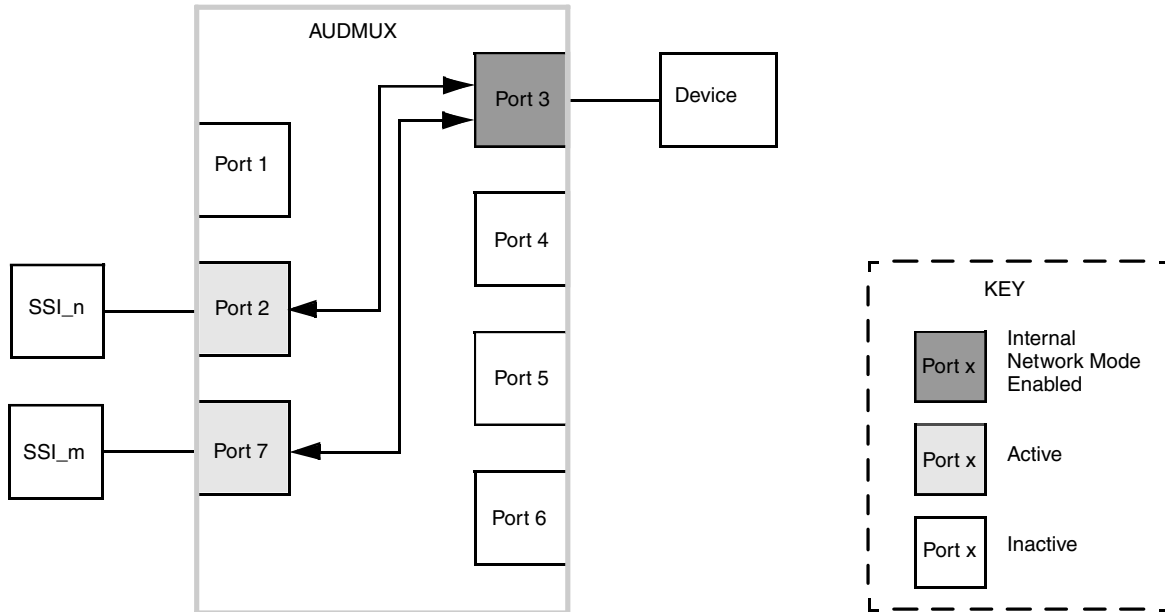 AUDMUX
Port 3
Device
Port 1
Port 4
SSI_n
Port 2
Port 5
SSI_m
Port 7
Port 6
KEY
Port x
Internal
Network Mode
Enabled
Port x
Active
Port x
Inactive